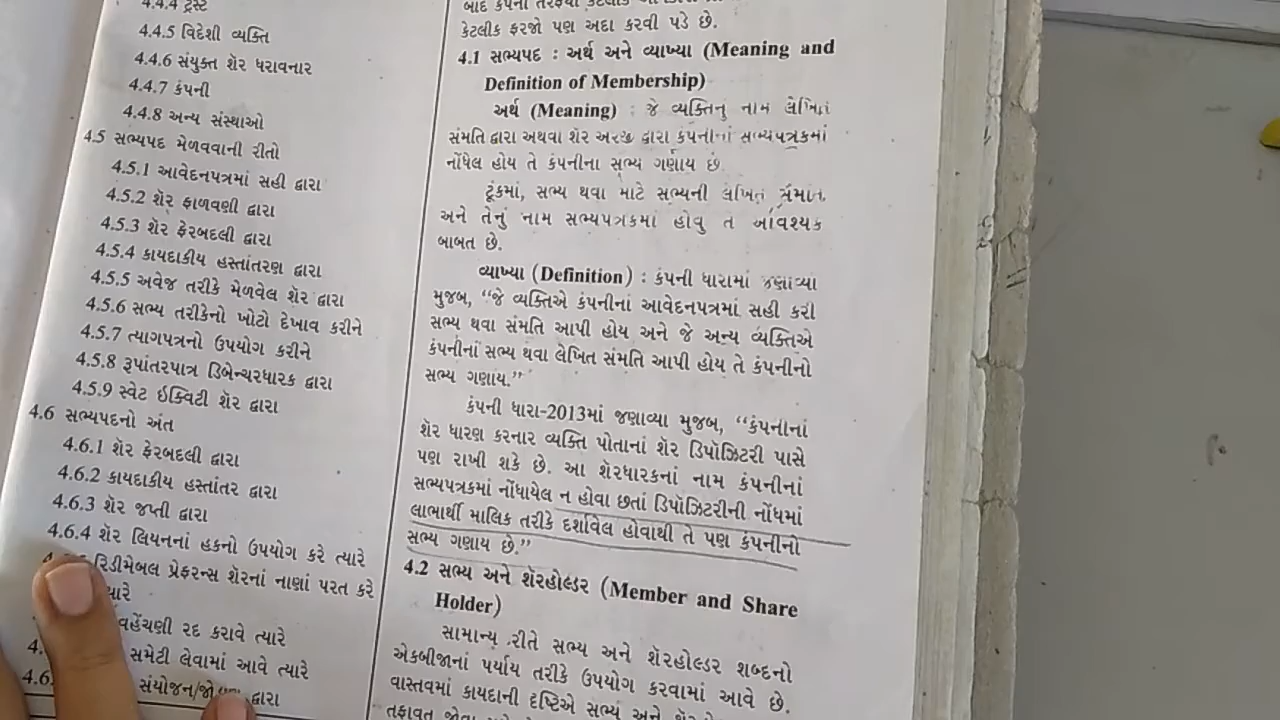 4.4.4 ટ્રસ્ટ
4.4.5 વિદેશી વ્યક્તિ
4.4.6 સંયુક્ત શૅર ધરાવનાર
4.4.7 કંપની
4.4.8 અન્ય સંસ્થાઓ
4.5 સભ્યપદ મેળવવાની રીતો
4.5.1 આવેદનપત્રમાં સહી દ્વારા
4.5.2 શૅર ફાળવણી દ્વારા
4.5.3 શૅર ફેરબદલી દ્વારા
4.5.4 કાયદાકીય હસ્તાંતરણ દ્વારા
4.5.5 અવેજ તરીકે મેળવેલ શૅર દ્વારા
4.5.6 સભ્ય તરીકેનો ખોટો દેખાવ કરીને
4.5.7 ત્યાગપત્રનો ઉપયોગ કરીને
4.5.8 રૂપાંતરપાત્ર ડિબેન્ચરધારક દ્વારા
4.5.9 સ્વેટ ઇક્વિટી શૅર દ્વારા
4.6 સભ્યપદનો અંત
4.6.1 શૅર ફેરબદલી દ્વારા
4.6.2 કાયદાકીય હસ્તાંતર દ્વારા
4.6.3 શૅર જપ્તી દ્વારા
4.6.4 શૅર લિયનનાં હકનો ઉપયોગ કરે ત્યારે
રિડીમેબલ પ્રેફરન્સ શૅરનાં નાણાં પરત કરે
વહેંચણી રદ કરાવે ત્યારે
સમેટી લેવામાં આવે ત્યારે
સંયોજન દ્વારા
બાદ કંપની તરફથી
કેટલીક ફરજો પણ અદા કરવી પડે છે.
4.1 સભ્યપદ : અર્થ અને વ્યાખ્યા (Meaning and
Definition of Membership)
અર્થ (Meaning) : જે વ્યક્તિનું નામ લેખિત
સંમતિ દ્વારા અથવા શૅર અરજી દ્વારા કંપનીનાં સભ્યપત્રકમાં
નોંધેલ હોય તે કંપનીના સભ્ય ગણાય છે.
ટૂંકમાં, સભ્ય થવા માટે સભ્યની લેખિત
અને તેનું નામ સભ્યપત્રકમાં હોવુ ત આવશ્યક
બાબત છે.
વ્યાખ્યા (Definition) : કંપની ધારામાં જણાવ્યા
મુજબ, “જે વ્યક્તિએ કંપનીનાં આવેદનપત્રમાં સહી કરી
સભ્ય થવા સંમતિ આપી હોય અને જે અન્ય વ્યક્તિએ
કંપનીનાં સભ્ય થવા લેખિત સંમતિ આપી હોય તે કંપનીનો
સભ્ય ગણાય.”
કંપની ધારા-2013માં જણાવ્યા મુજબ, “કંપનીનાં
શૅર ધારણ કરનાર વ્યક્તિ પોતાનાં શૅર ડિપૉઝિટરી પાસે
પણ રાખી શકે છે. આ શૅરધારકનાં નામ કંપનીનાં
સભ્યપત્રકમાં નોંધાયેલ ન હોવા છતાં ડિપૉઝિટરીની નોંધમાં
લાભાર્થી માલિક તરીકે દર્શાવેલ હોવાથી તે પણ કંપનીનો
સભ્ય ગણાય છે.”
4.2 સભ્ય અને શૅરહોલ્ડર (Member and Share
Holder)
સામાન્ય રીતે સભ્ય અને શૅરહોલ્ડર શબ્દનો
એકબીજાનાં પર્યાય તરીકે ઉપયોગ કરવામાં આવે છે.
વાસ્તવમાં કાયદાની દૃષ્ટિએ સભ્ય અને
તફાવત જોવા